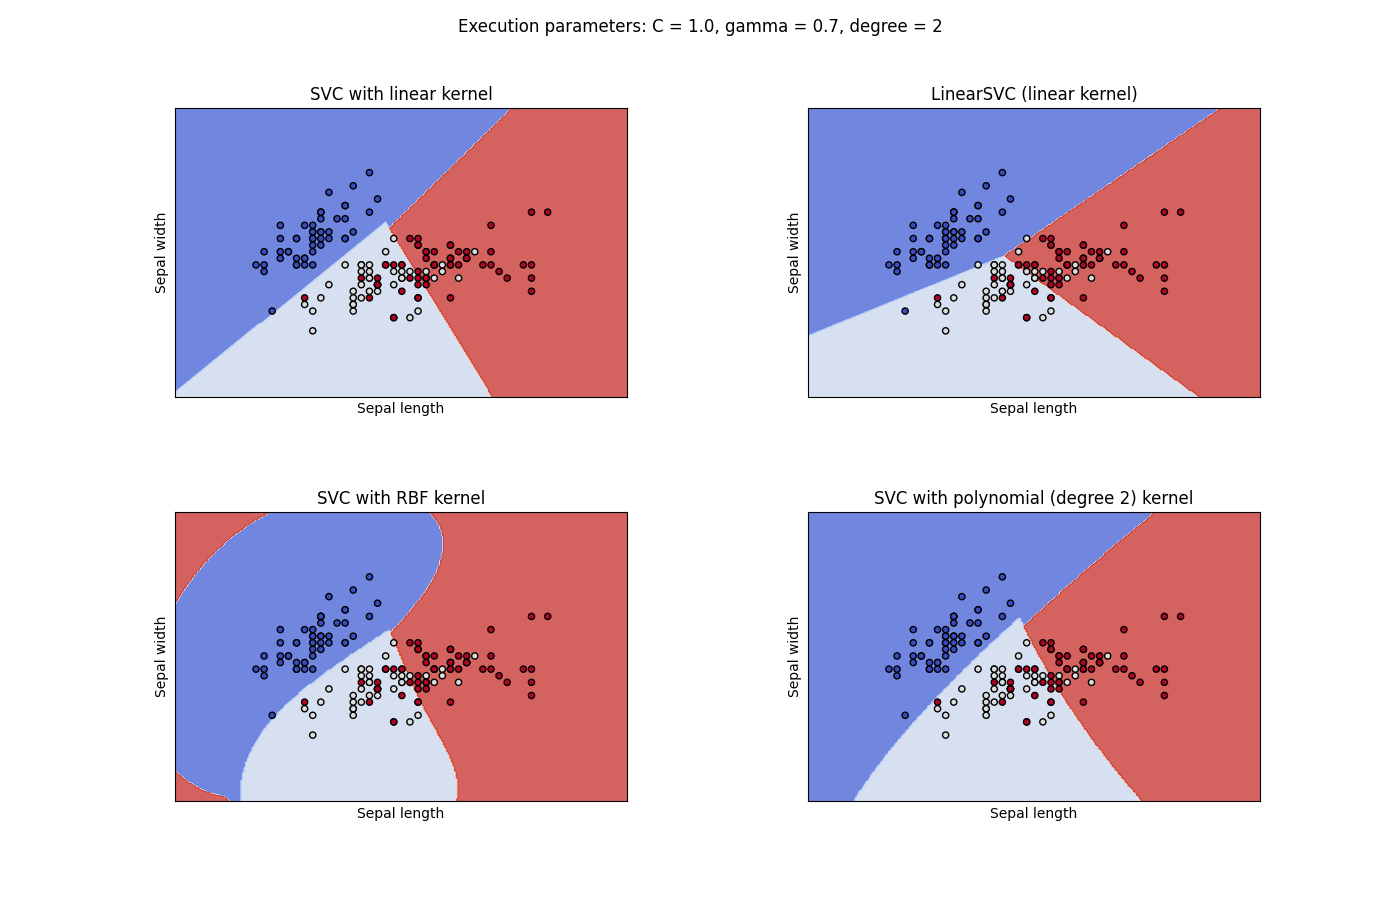 Execution parameters: C = 1.0, gamma = 0.7, degree = 2
SVC with linear kernel
LinearSVC (linear kernel)
Sepal width
Sepal width
Sepal length
Sepal length
SVC with RBF kernel
SVC with polynomial (degree 2) kernel
Sepal width
Sepal width
Sepal length
Sepal length